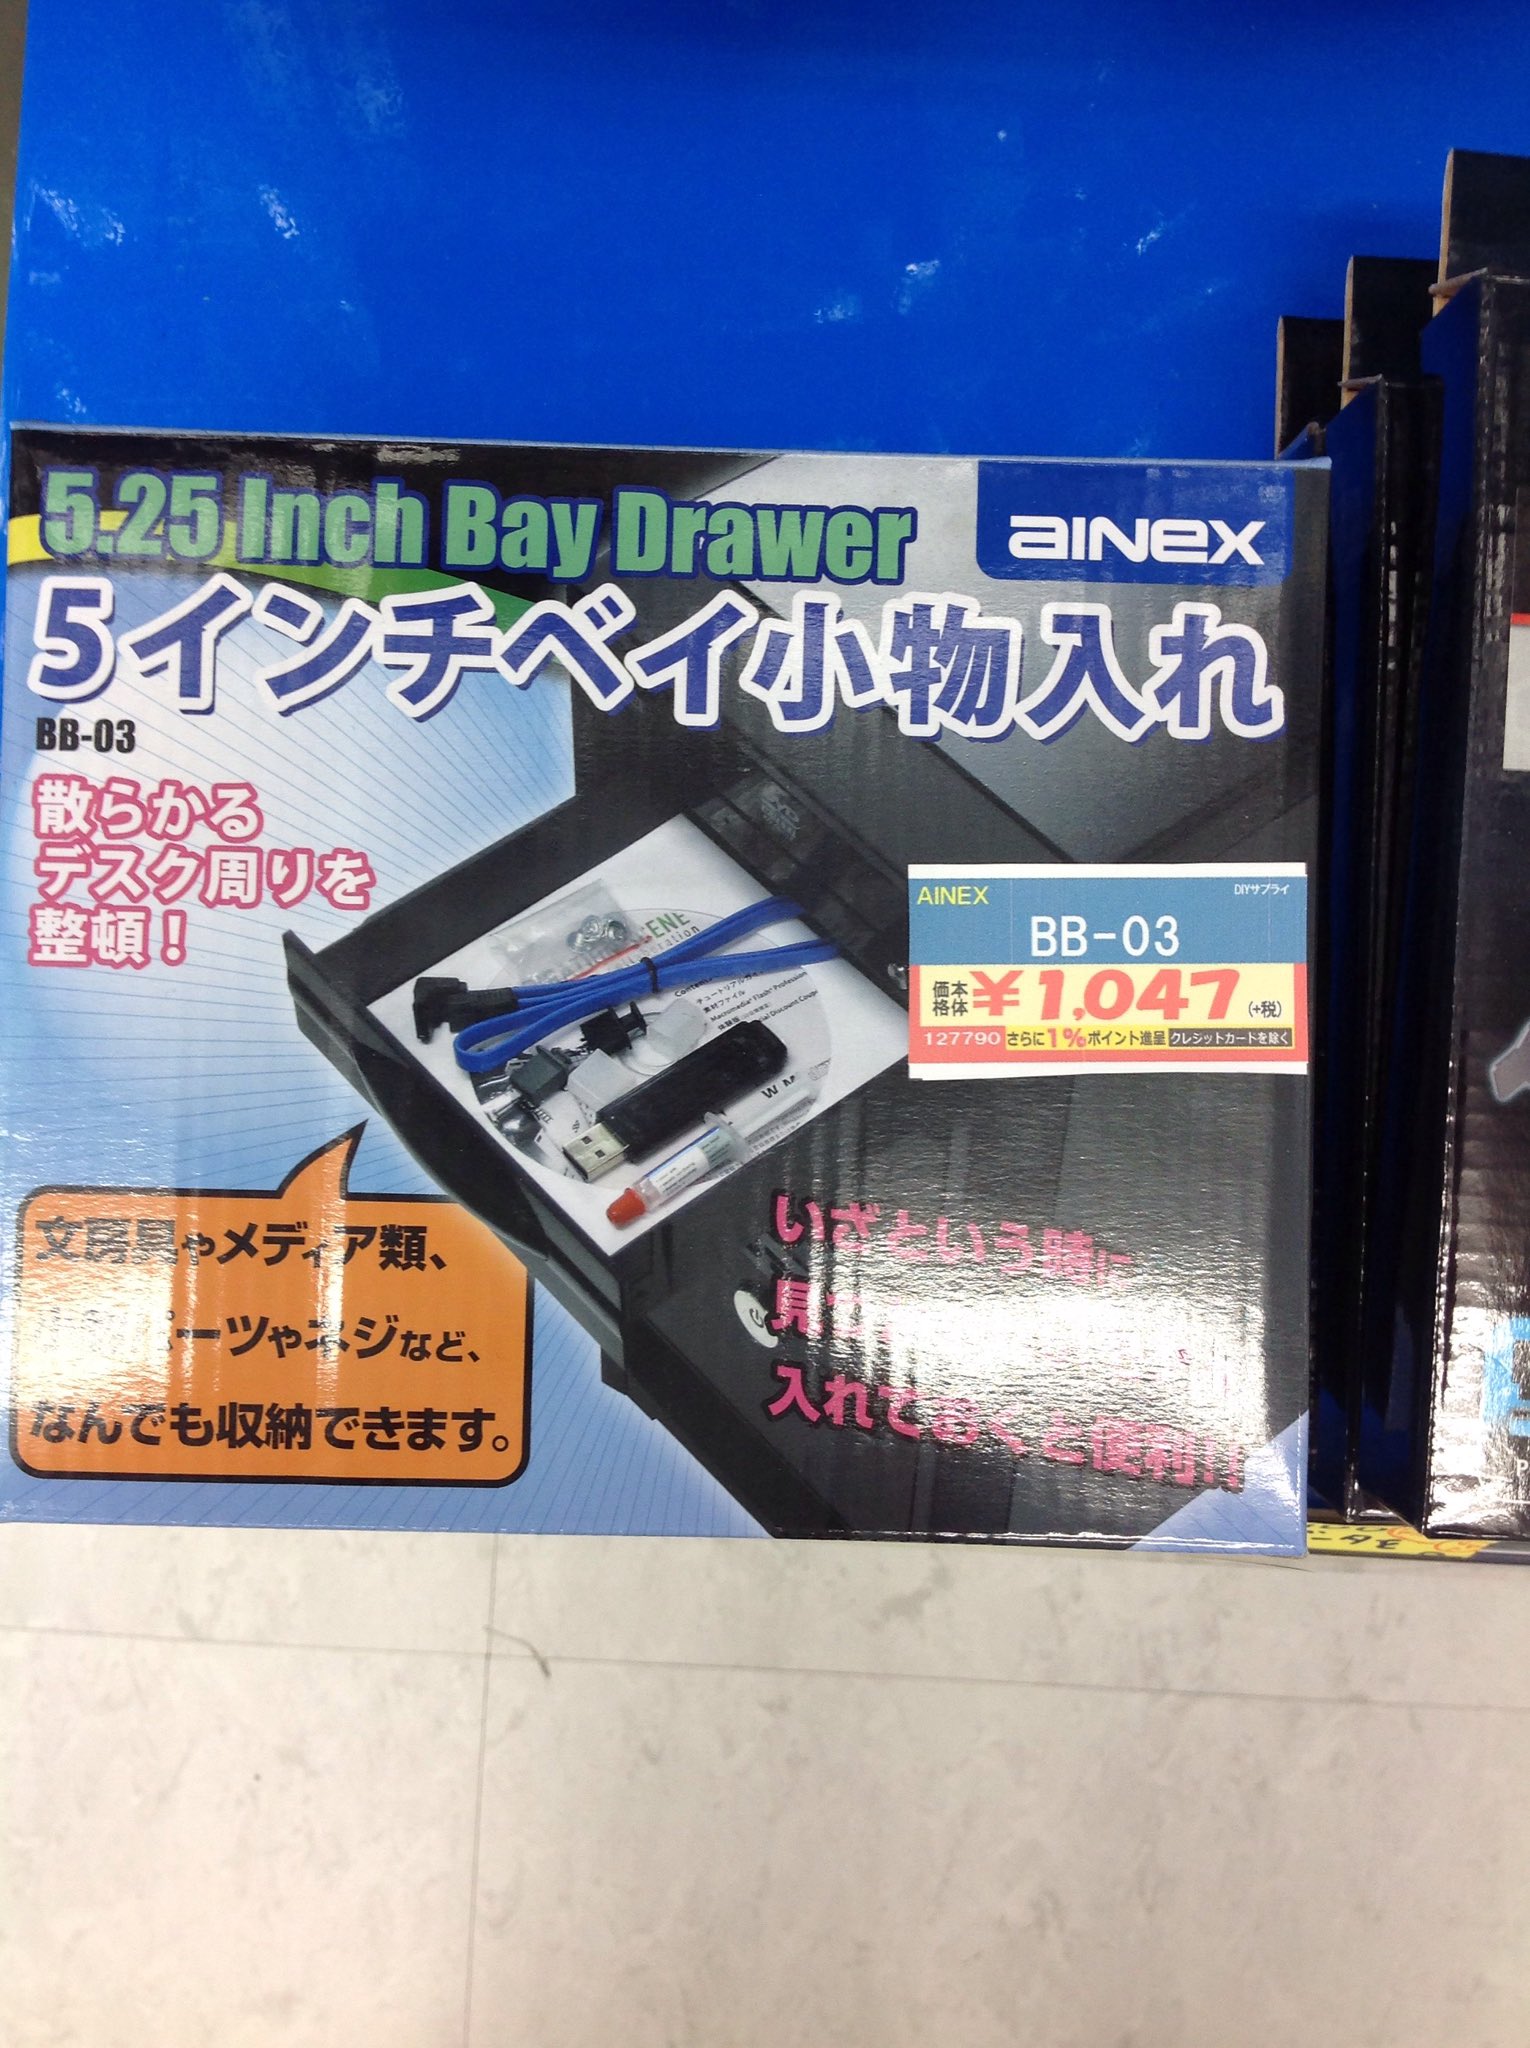 5.25 Inch Bay Drawer
AINEX
5インチベイ小物入れ
BB-03
散らかる
デスク周りを
整頓！
AINEX
DIYサプライ
BB-03
本体価格 ¥1,047 (+税)
127790 さらに1%ポイント進呈 クレジットカードを除く
文房具やメディア類、
パーツやネジなど、
なんでも収納できます。
いざという時に
入れておくと便利!!